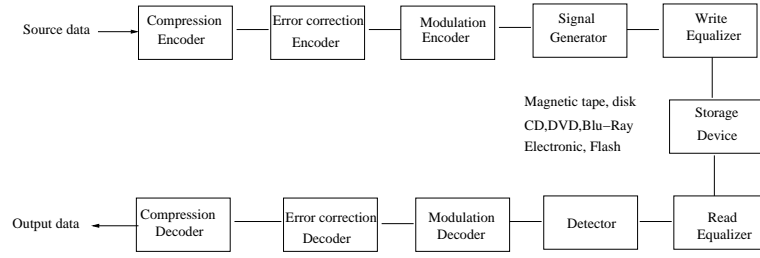 Source data
Compression
Encoder
Error correction
Encoder
Modulation
Encoder
Signal
Generator
Write
Equalizer
Magnetic tape, disk
CD,DVD,Blu−Ray
Electronic, Flash
Storage
Device
Output data
Compression
Decoder
Error correction
Decoder
Modulation
Decoder
Detector
Read
Equalizer